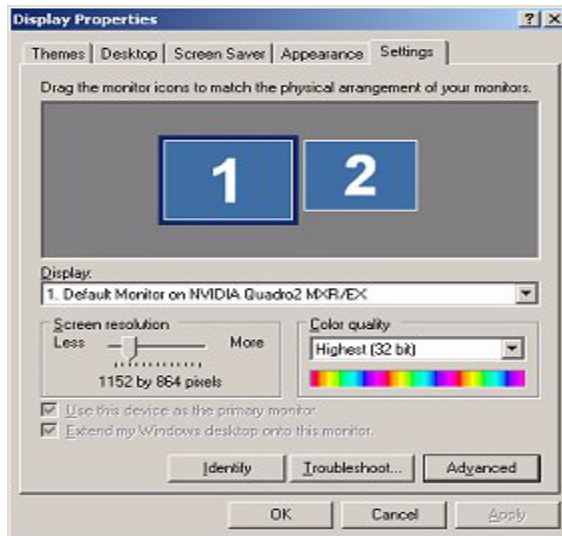 Display Properties
? X
Themes Desktop Screen Saver Appearance Settings
Drag the monitor icons to match the physical arrangement of your monitors.
1 2
Display:
1. Default Monitor on NVIDIA Quadro2 MXR/EX
Screen resolution Color quality
Less More Highest (32 bit)
1152 by 864 pixels
Use this device as the primary monitor.
Extend my Windows desktop onto this monitor.
Identify Troubleshoot... Advanced
OK Cancel Apply